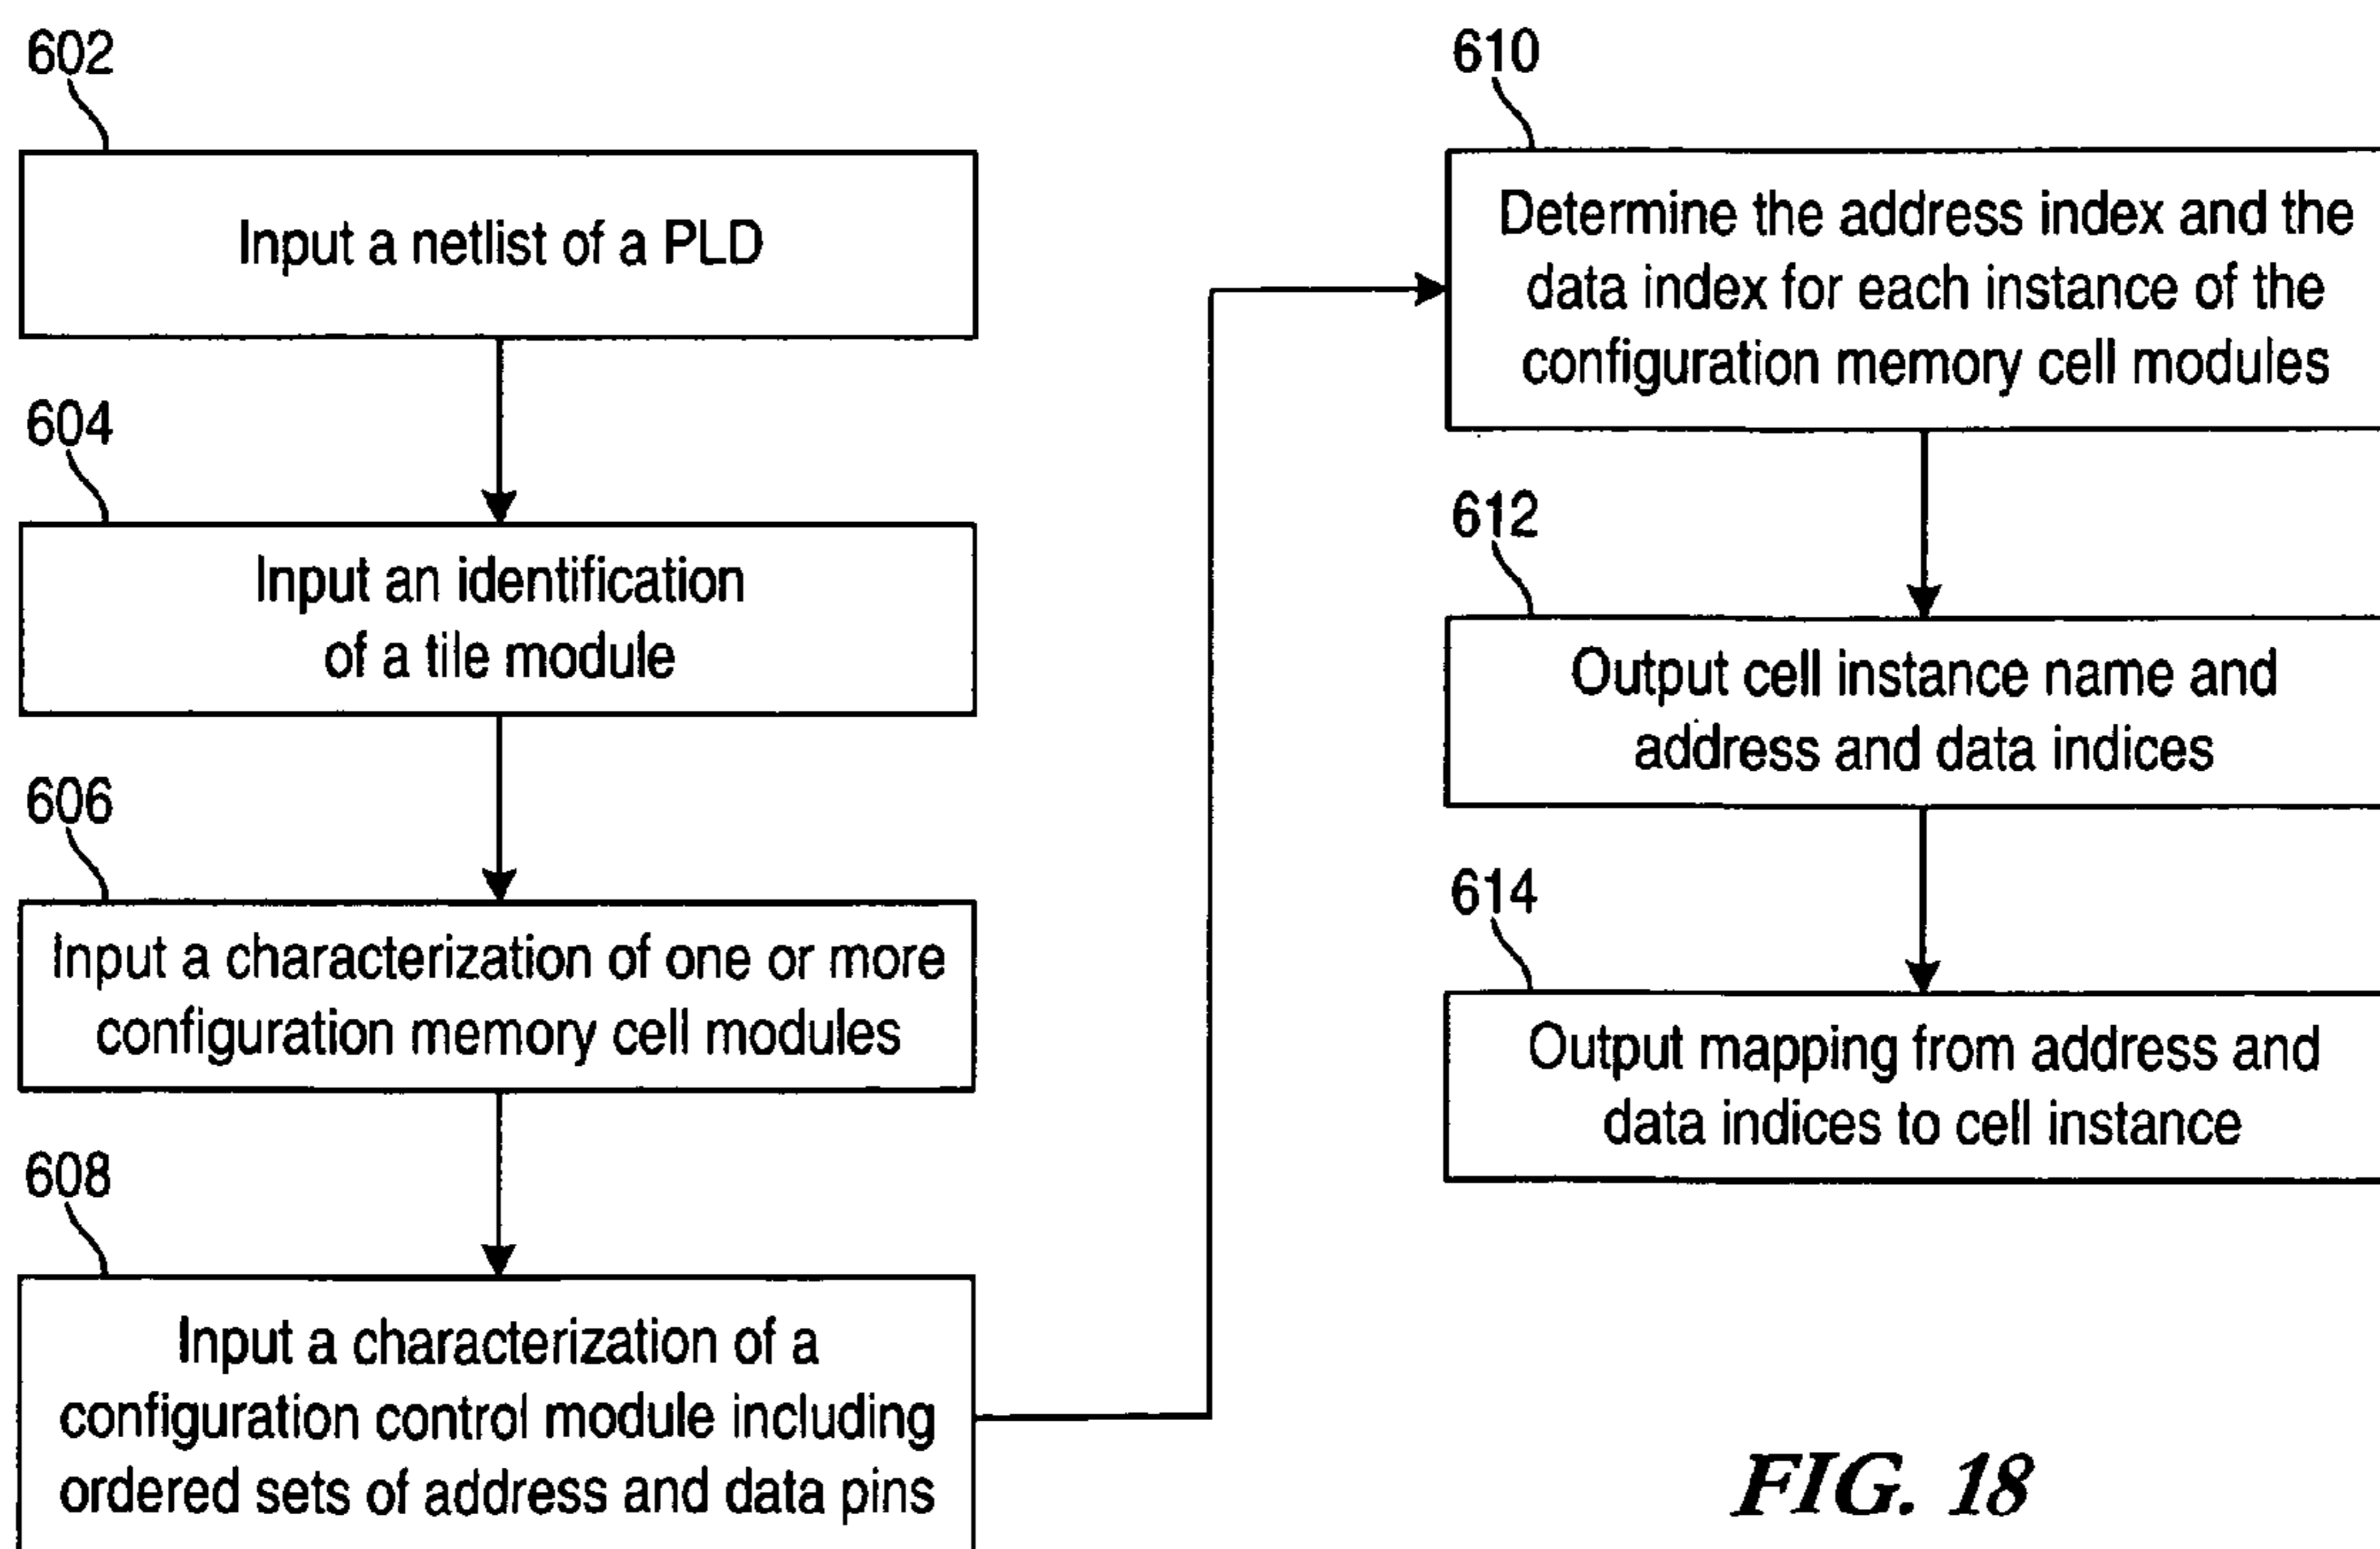 602
Input a netlist of a PLD
604
Input an identification
of a tile module
606
Input a characterization of one or more
configuration memory cell modules
608
Input a characterization of a
configuration control module including
ordered sets of address and data pins
610
Determine the address index and the
data index for each instance of the
configuration memory cell modules
612
Output cell instance name and
address and data indices
614
Output mapping from address and
data indices to cell instance
FIG. 18